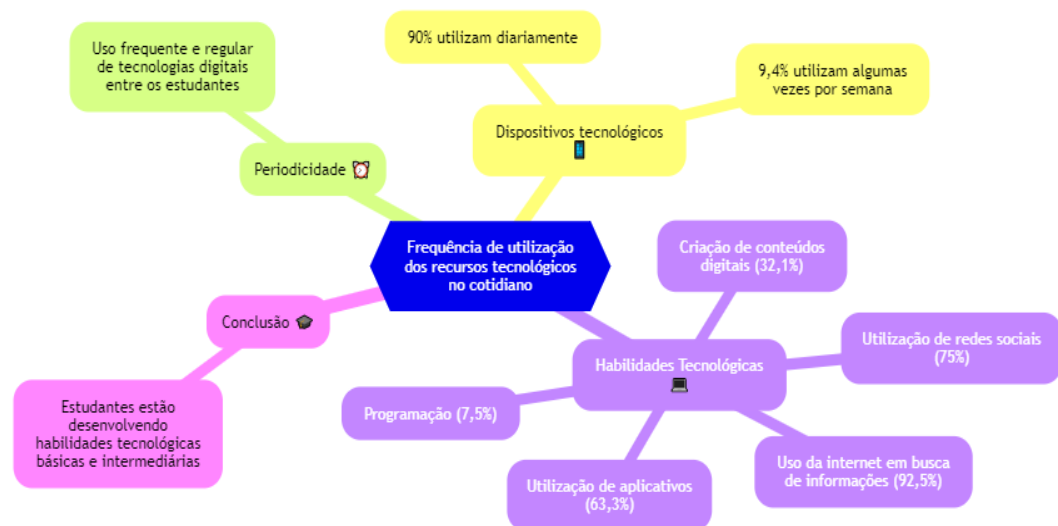 90% utilizam diariamente
Uso frequente e regular
de tecnologias digitais
entre os estudantes
9,4% utilizam algumas
vezes por semana
Dispositivos tecnológicos
Periodicidade
Frequência de utilização
dos recursos tecnológicos
no cotidiano
Criação de conteúdos
digitais (32,1%)
Conclusão
Utilização de redes sociais
(75%)
Habilidades Tecnológicas
Programação (7,5%)
Estudantes estão
desenvolvendo
habilidades tecnológicas
básicas e intermediárias
Utilização de aplicativos
(63,3%)
Uso da internet em busca
de informações (92,5%)